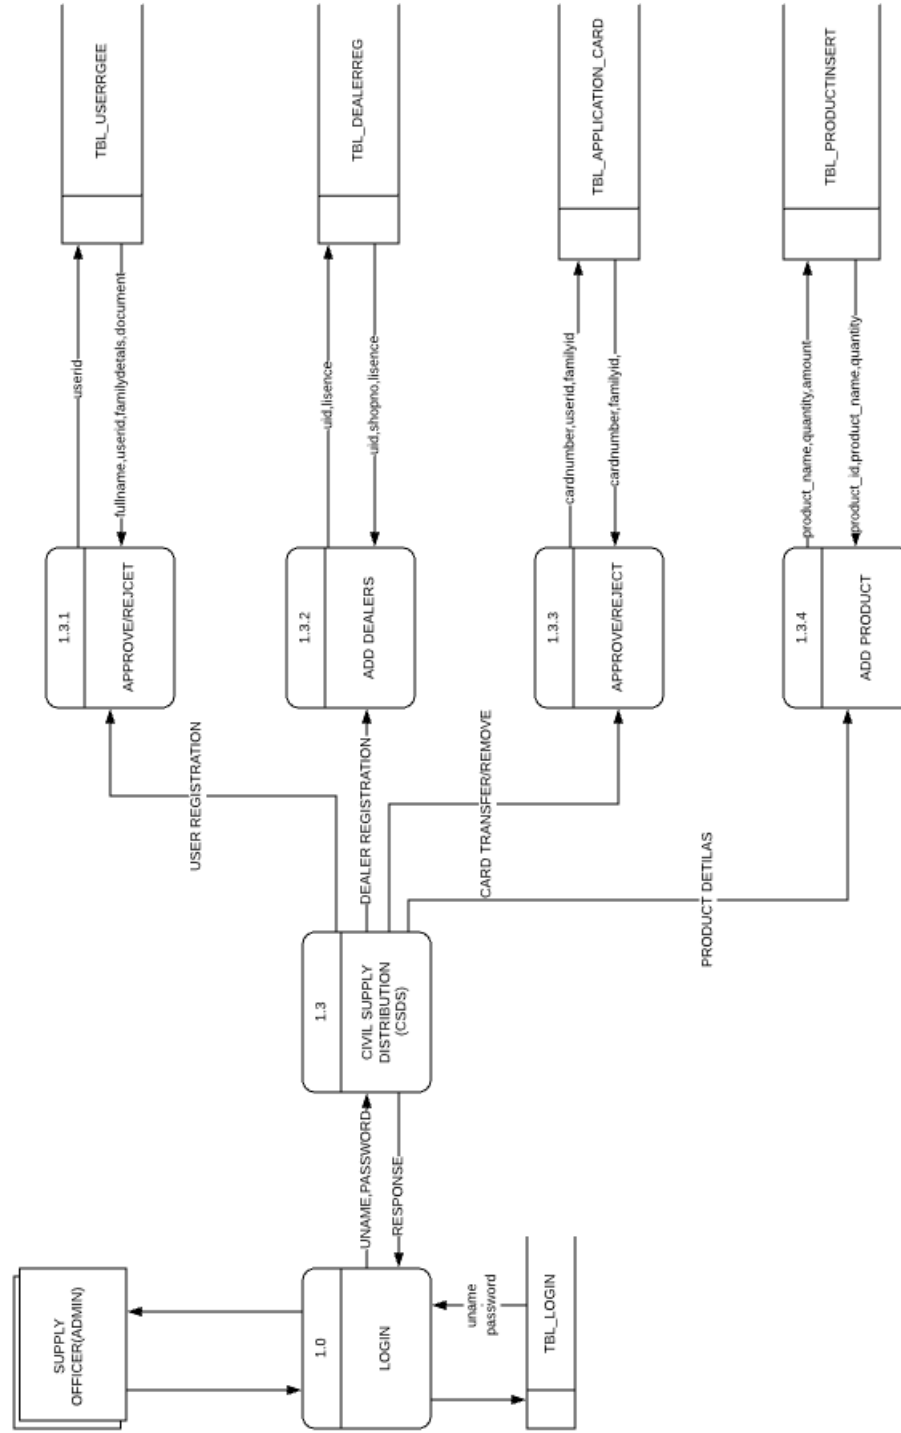 SUPPLY
OFFICER(ADMIN)
1.0
LOGIN
uname
password
TBL_LOGIN
UNAME,PASSWORD
RESPONSE
1.3
CIVIL SUPPLY
DISTRIBUTION
(CSDS)
USER REGISTRATION
DEALER REGISTRATION
CARD TRANSFER/REMOVE
PRODUCT DETILAS
1.3.1
APPROVE/REJCET
userid
fullname,userid,familydetals,document
TBL_USERRGEE
1.3.2
ADD DEALERS
uid,lisence
uid,shopno,lisence
TBL_DEALERREG
1.3.3
APPROVE/REJECT
cardnumber,userid,familyid
cardnumber,familyid,
TBL_APPLICATION_CARD
1.3.4
ADD PRODUCT
product_name,quantity,amount
product_id,product_name,quantity
TBL_PRODUCTINSERT